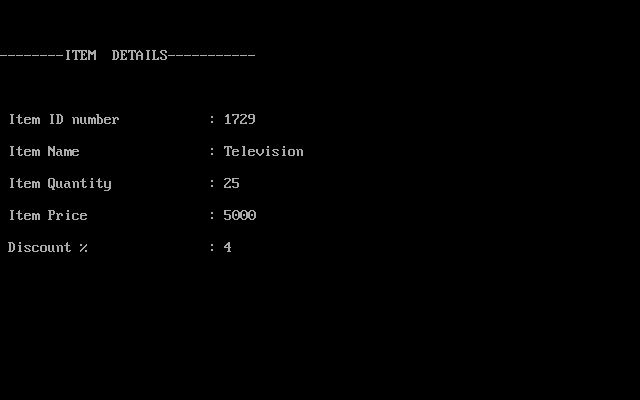 --------ITEM  DETAILS-----------
Item ID number : 1729
Item Name : Television
Item Quantity : 25
Item Price : 5000
Discount % : 4